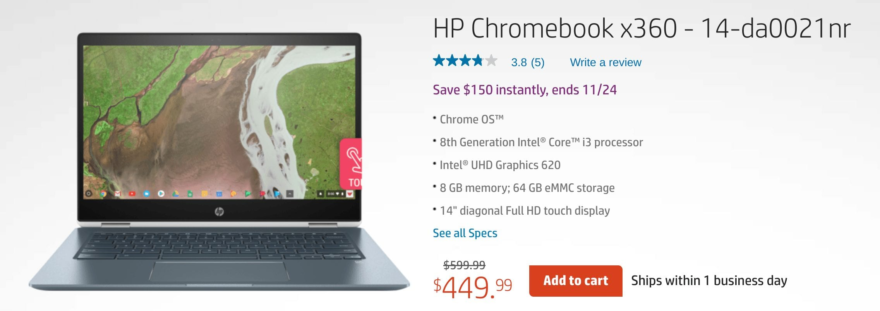 HP Chromebook x360 - 14-da0021nr
3.8 (5) Write a review
Save $150 instantly, ends 11/24
• Chrome OS™
• 8th Generation Intel® Core™ i3 processor
• Intel® UHD Graphics 620
• 8 GB memory; 64 GB eMMC storage
• 14" diagonal Full HD touch display
See all Specs
$599.99
$449.99
Add to cart Ships within 1 business day
TO
hp